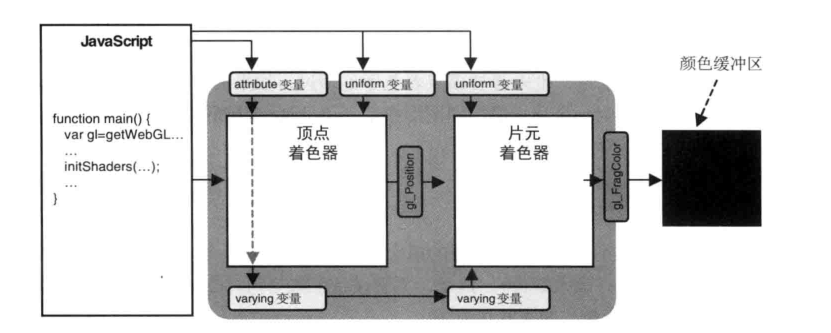 JavaScript
颜色缓冲区
attribute 变量
uniform 变量
uniform 变量
function main() {
var gl=getWebGL…
…
initShaders(…);
…
}
顶点
着色器
gl_Position
片元
着色器
gl_FragColor
varying 变量
varying 变量